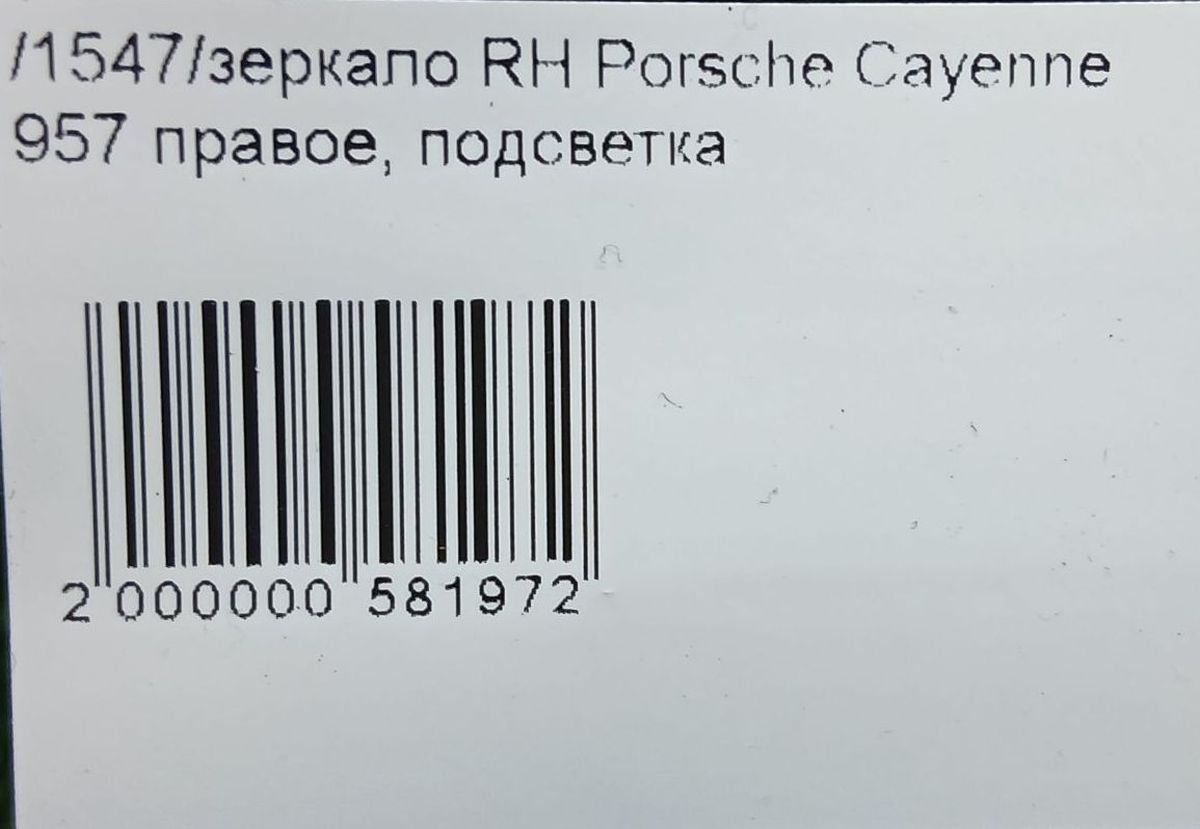 /1547/зеркало RH Porsche Cayenne
957 правое, подсветка
2 000000 581972